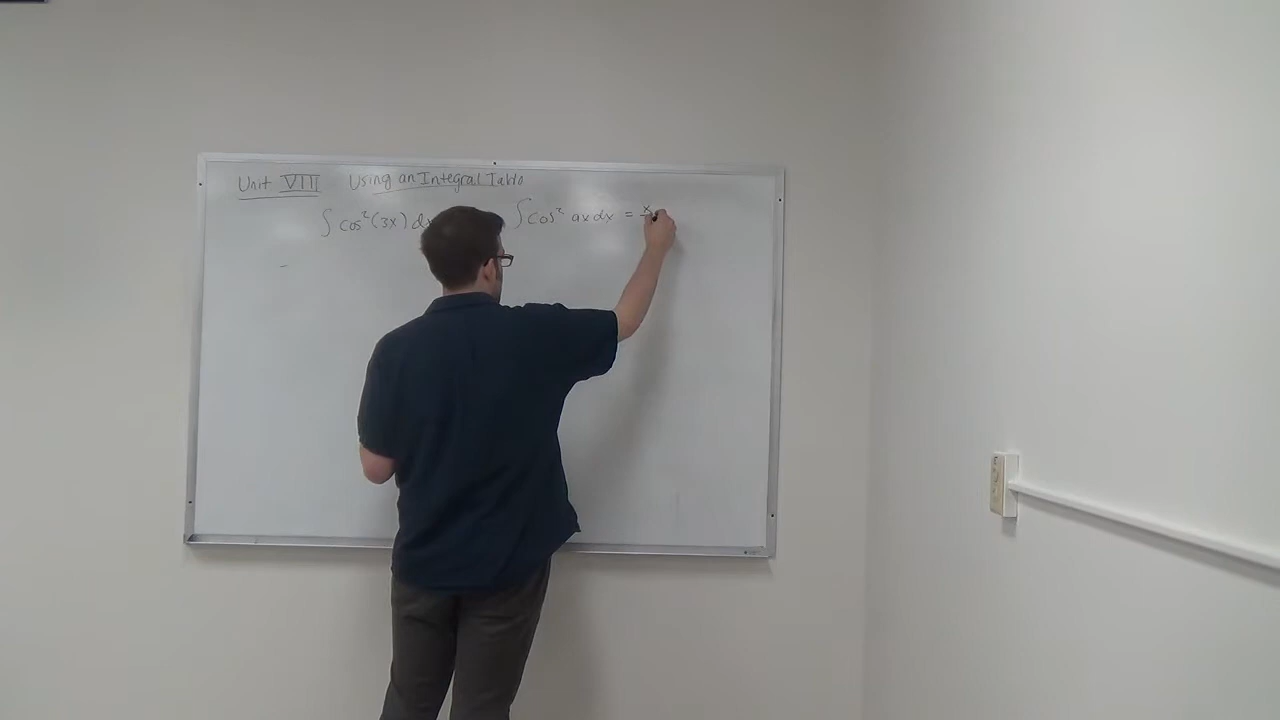 Unit VIII Using an Integral Table
∫ cos²(3x) dx ∫ cos² ax dx = x